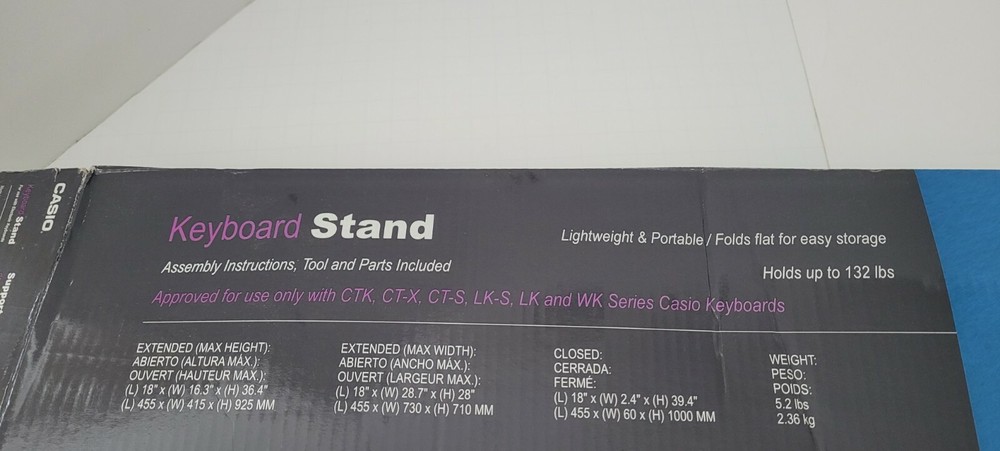 CASIO.
Keyboard Stand
Support
Keyboard Stand
Lightweight & Portable / Folds flat for easy storage
Assembly Instructions, Tool and Parts Included
Holds up to 132 lbs
Approved for use only with CTK, CT-X, CT-S, LK-S, LK and WK Series Casio Keyboards
EXTENDED (MAX HEIGHT):
ABIERTO (ALTURA MÁX.):
OUVERT (HAUTEUR MAX.):
(L) 18" x (W) 16.3" x (H) 36.4"
(L) 455 x (W) 415 x (H) 925 MM
EXTENDED (MAX WIDTH):
ABIERTO (ANCHO MÁX.):
OUVERT (LARGEUR MAX.):
(L) 18" x (W) 28.7" x (H) 28"
(L) 455 x (W) 730 x (H) 710 MM
CLOSED:
CERRADA:
FERMÉ:
(L) 18" x (W) 2.4" x (H) 39.4"
(L) 455 x (W) 60 x (H) 1000 MM
WEIGHT:
PESO:
POIDS:
5.2 lbs
2.36 kg